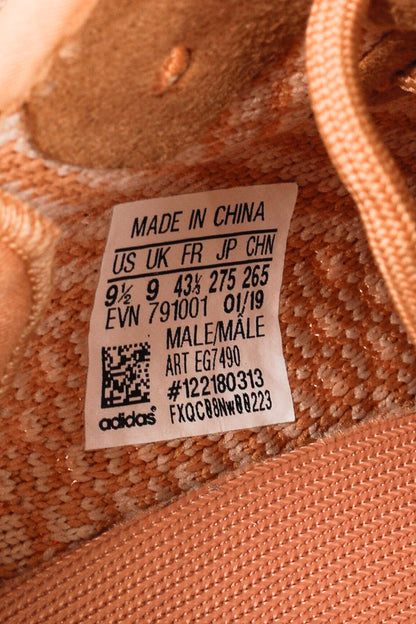 MADE IN CHINA
US UK FR JP CHN
9½ 9 43⅓ 275 265
EVN 791001 01/19
MALE/MÂLE
ART EG7490
#122180313
adidas® FXQC08Nw00223